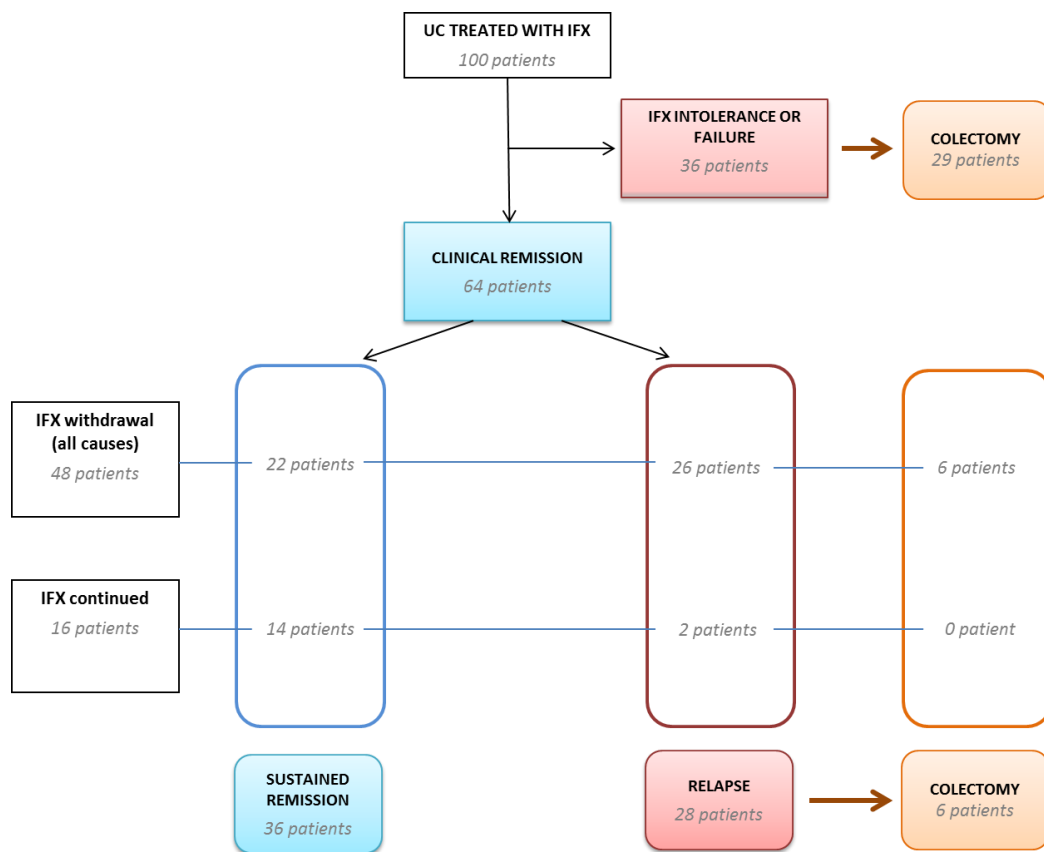 UC TREATED WITH IFX
100 patients
IFX INTOLERANCE OR
FAILURE
36 patients
COLECTOMY
29 patients
CLINICAL REMISSION
64 patients
IFX withdrawal
(all causes)
48 patients
22 patients
26 patients
6 patients
IFX continued
16 patients
14 patients
2 patients
0 patient
SUSTAINED
REMISSION
36 patients
RELAPSE
28 patients
COLECTOMY
6 patients